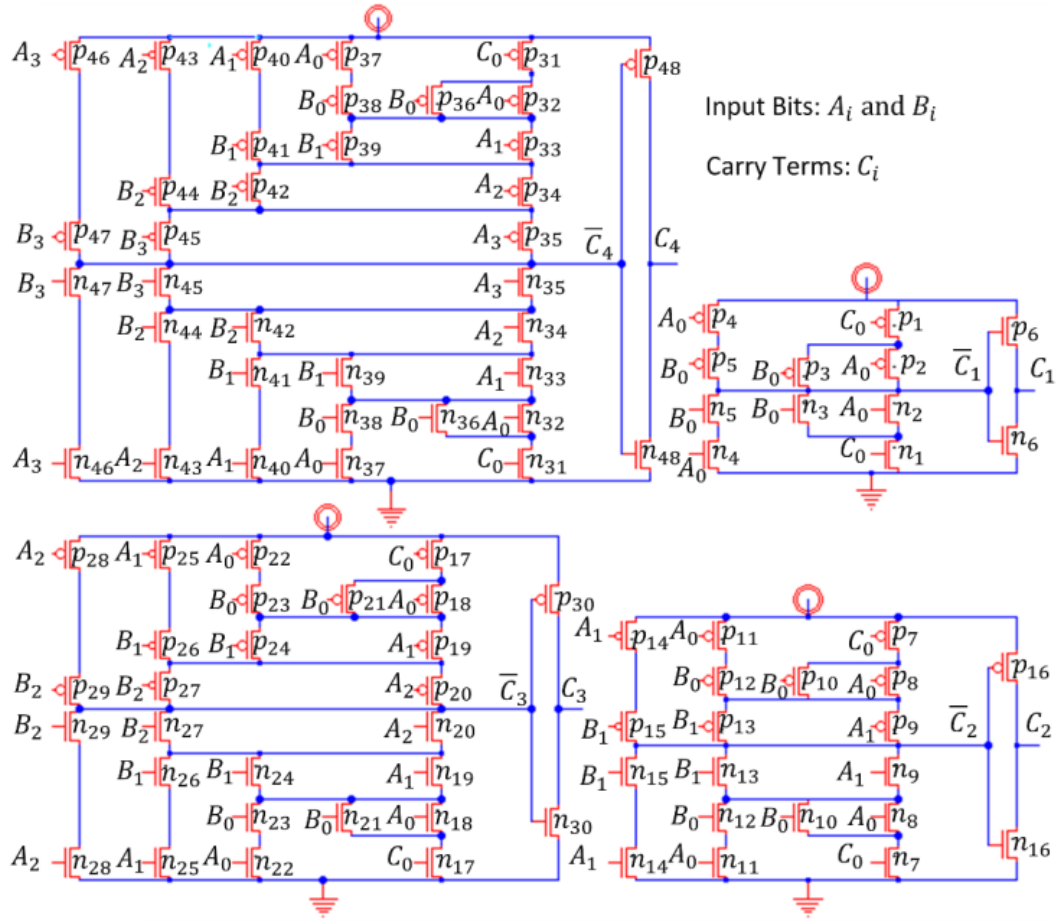 A₃ p₄₆ A₂ p₄₃ A₁ p₄₀ A₀ p₃₇ C₀ p₃₁ p₄₈
B₀ p₃₈ B₀ p₃₆ A₀ p₃₂
Input Bits: Aᵢ and Bᵢ
B₁ p₄₁ B₁ p₃₉ A₁ p₃₃
Carry Terms: Cᵢ
B₂ p₄₄ B₂ p₄₂ A₂ p₃₄
B₃ p₄₇ B₃ p₄₅ A₃ p₃₅ C̅₄ C₄
B₃ n₄₇ B₃ n₄₅ A₃ n₃₅
B₂ n₄₄ B₂ n₄₂ A₂ n₃₄
B₁ n₄₁ B₁ n₃₉ A₁ n₃₃
B₀ n₃₈ B₀ n₃₆ A₀ n₃₂
A₃ n₄₆ A₂ n₄₃ A₁ n₄₀ A₀ n₃₇ C₀ n₃₁ n₄₈
A₀ p₄ C₀ p₁ p₆
B₀ p₅ B₀ p₃ A₀ p₂ C̅₁ C₁
B₀ n₅ B₀ n₃ A₀ n₂
A₀ n₄ C₀ n₁ n₆
A₂ p₂₈ A₁ p₂₅ A₀ p₂₂ C₀ p₁₇
B₀ p₂₃ B₀ p₂₁ A₀ p₁₈ p₃₀
B₁ p₂₆ B₁ p₂₄ A₁ p₁₉
B₂ p₂₉ B₂ p₂₇ A₂ p₂₀ C̅₃ C₃
B₂ n₂₉ B₂ n₂₇ A₂ n₂₀
B₁ n₂₆ B₁ n₂₄ A₁ n₁₉
B₀ n₂₃ B₀ n₂₁ A₀ n₁₈ n₃₀
A₂ n₂₈ A₁ n₂₅ A₀ n₂₂ C₀ n₁₇
A₁ p₁₄ A₀ p₁₁ C₀ p₇
B₀ p₁₂ B₀ p₁₀ A₀ p₈ p₁₆
B₁ p₁₅ B₁ p₁₃ A₁ p₉ C̅₂ C₂
B₁ n₁₅ B₁ n₁₃ A₁ n₉
B₀ n₁₂ B₀ n₁₀ A₀ n₈
A₁ n₁₄ A₀ n₁₁ C₀ n₇ n₁₆